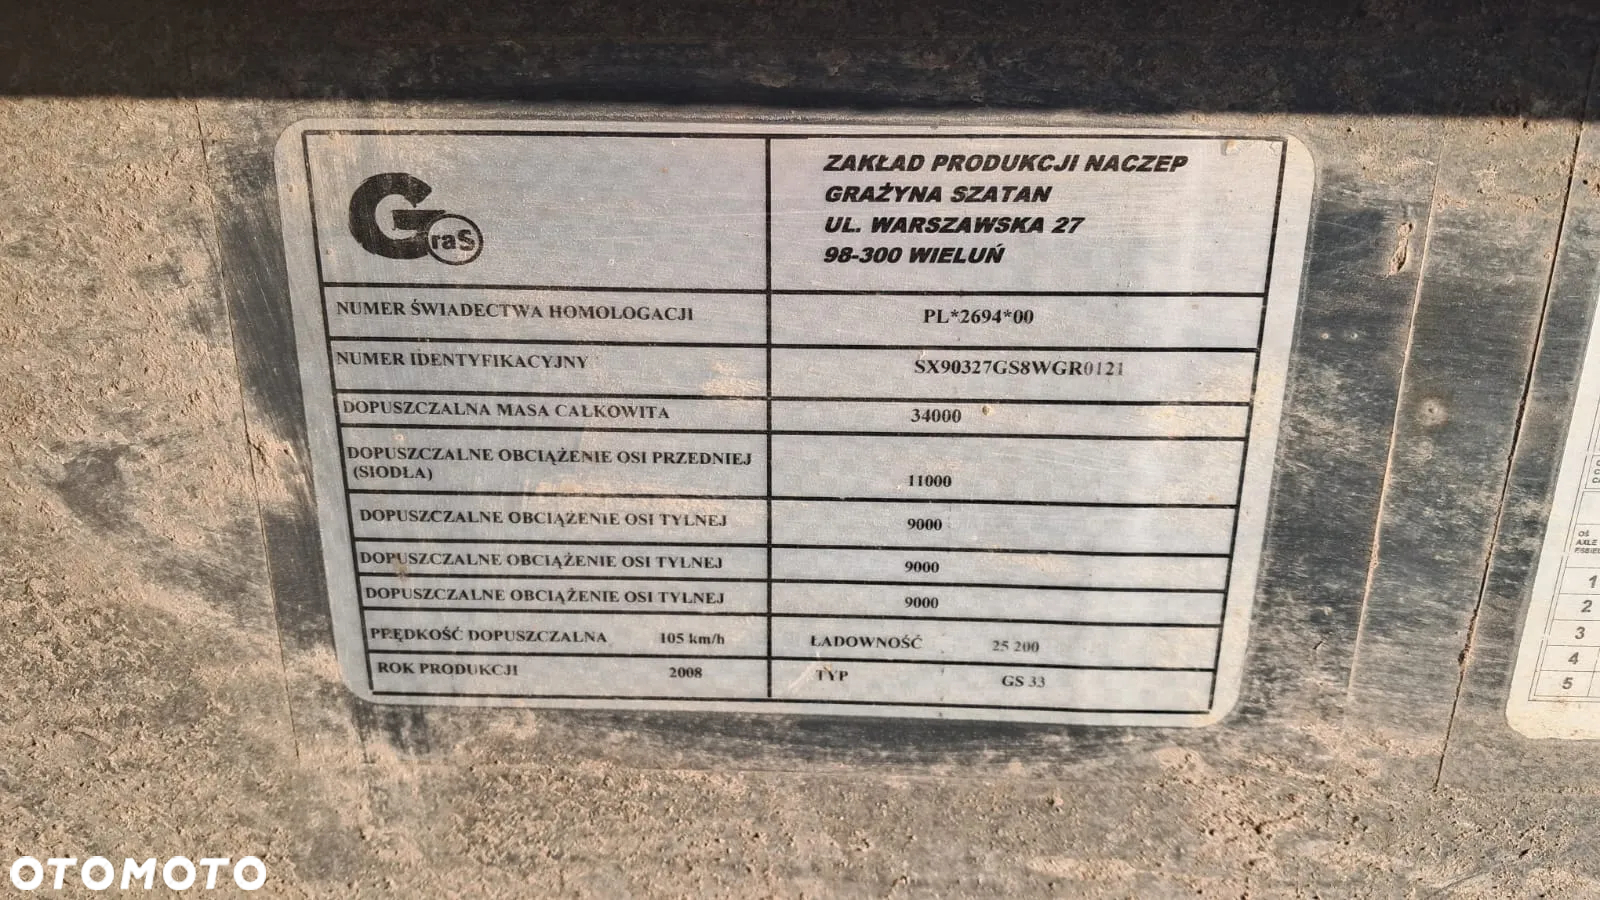 GraS
ZAKŁAD PRODUKCJI NACZEP
GRAŻYNA SZATAN
UL. WARSZAWSKA 27
98-300 WIELUŃ
NUMER ŚWIADECTWA HOMOLOGACJI PL*2694*00
NUMER IDENTYFIKACYJNY SX90327GS8WGR0121
DOPUSZCZALNA MASA CAŁKOWITA 34000
DOPUSZCZALNE OBCIĄŻENIE OSI PRZEDNIEJ
(SIODŁA) 11000
DOPUSZCZALNE OBCIĄŻENIE OSI TYLNEJ 9000
DOPUSZCZALNE OBCIĄŻENIE OSI TYLNEJ 9000
DOPUSZCZALNE OBCIĄŻENIE OSI TYLNEJ 9000
PRĘDKOŚĆ DOPUSZCZALNA 105 km/h ŁADOWNOŚĆ 25 200
ROK PRODUKCJI 2008 TYP GS 33
OŚ
AXLE
1
2
3
4
5
OTOMOTO